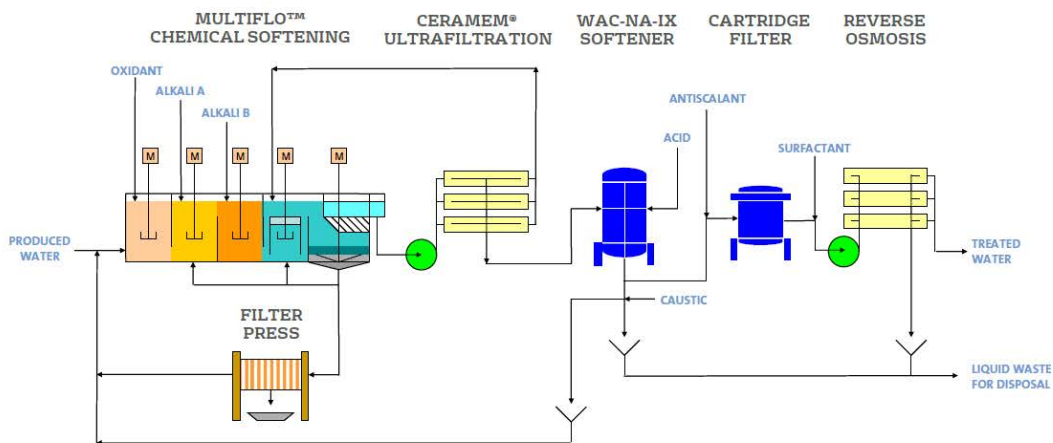 MULTIFLO™
CHEMICAL SOFTENING
CERAMEM®
ULTRAFILTRATION
WAC-NA-IX
SOFTENER
CARTRIDGE
FILTER
REVERSE
OSMOSIS
OXIDANT
ALKALI A
ALKALI B
ANTISCALANT
ACID
SURFACTANT
M
M
M
M
M
PRODUCED
WATER
TREATED
WATER
CAUSTIC
FILTER
PRESS
LIQUID WASTE
FOR DISPOSAL